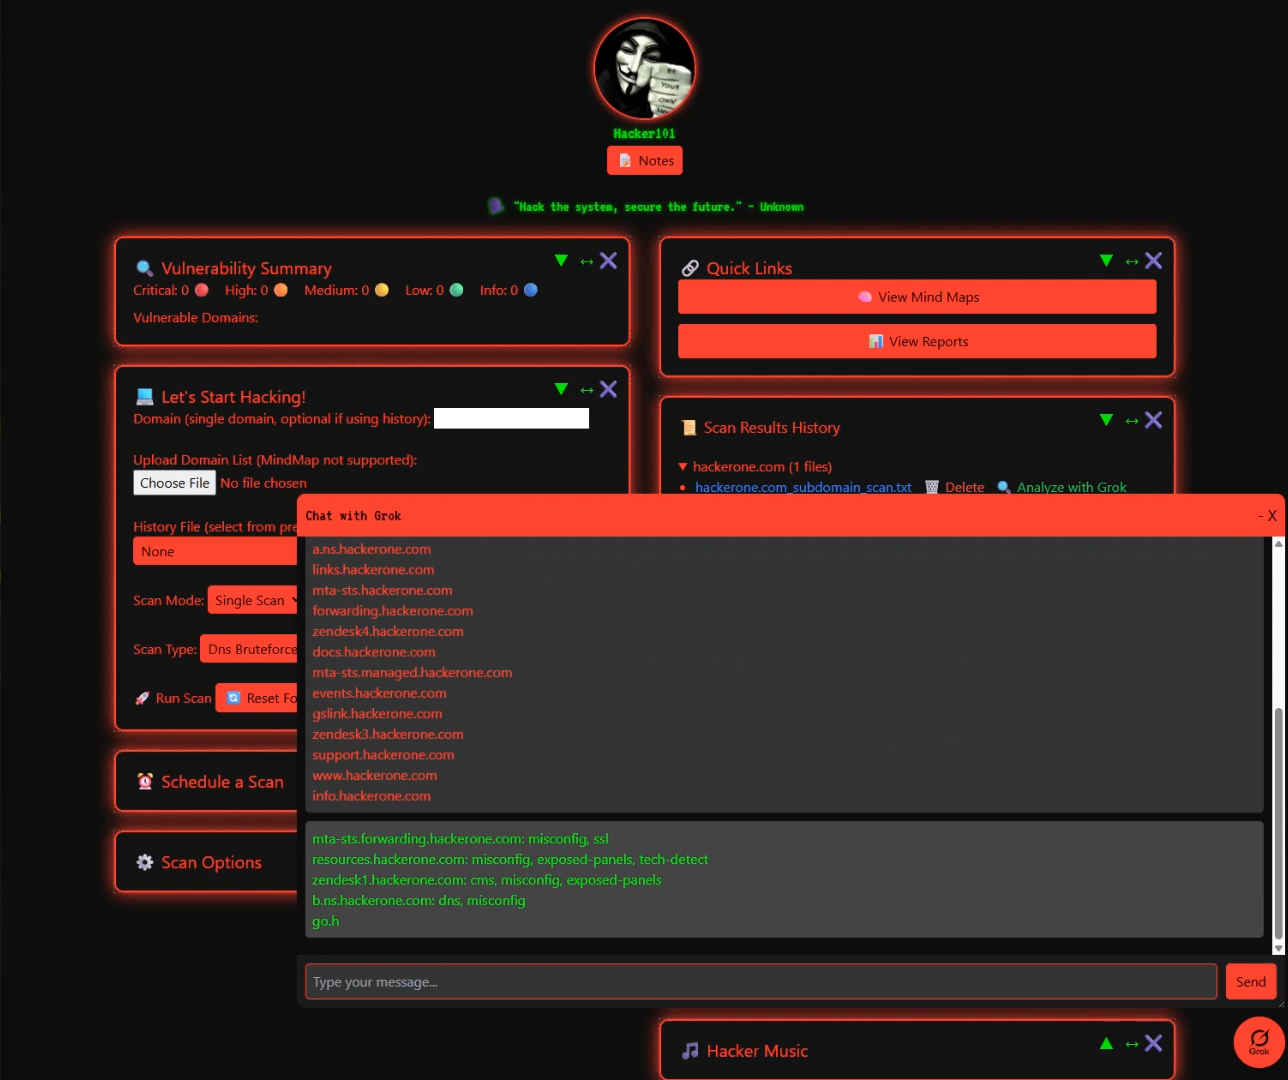 BE
YOUR
OWN
Hacker101
📝 Notes
"Hack the system, secure the future." - Unknown
🔍 Vulnerability Summary
▼ ↔ ✕
Critical: 0 High: 0 Medium: 0 Low: 0 Info: 0
Vulnerable Domains:
🔗 Quick Links
▼ ↔ ✕
🧠 View Mind Maps
📊 View Reports
💻 Let's Start Hacking!
▼ ↔ ✕
Domain (single domain, optional if using history):
Upload Domain List (MindMap not supported):
Choose File No file chosen
History File (select from pre
None
Scan Mode: Single Scan
Scan Type: Dns Bruteforce
🚀 Run Scan 🔄 Reset Fo
⏰ Schedule a Scan
⚙️ Scan Options
📜 Scan Results History
▼ ↔ ✕
▼ hackerone.com (1 files)
• hackerone.com_subdomain_scan.txt 🗑️ Delete 🔍 Analyze with Grok
Chat with Grok
- X
a.ns.hackerone.com
links.hackerone.com
mta-sts.hackerone.com
forwarding.hackerone.com
zendesk4.hackerone.com
docs.hackerone.com
mta-sts.managed.hackerone.com
events.hackerone.com
gslink.hackerone.com
zendesk3.hackerone.com
support.hackerone.com
www.hackerone.com
info.hackerone.com
mta-sts.forwarding.hackerone.com: misconfig, ssl
resources.hackerone.com: misconfig, exposed-panels, tech-detect
zendesk1.hackerone.com: cms, misconfig, exposed-panels
b.ns.hackerone.com: dns, misconfig
go.h
Type your message...
Send
🎵 Hacker Music
▲ ↔ ✕
Grok